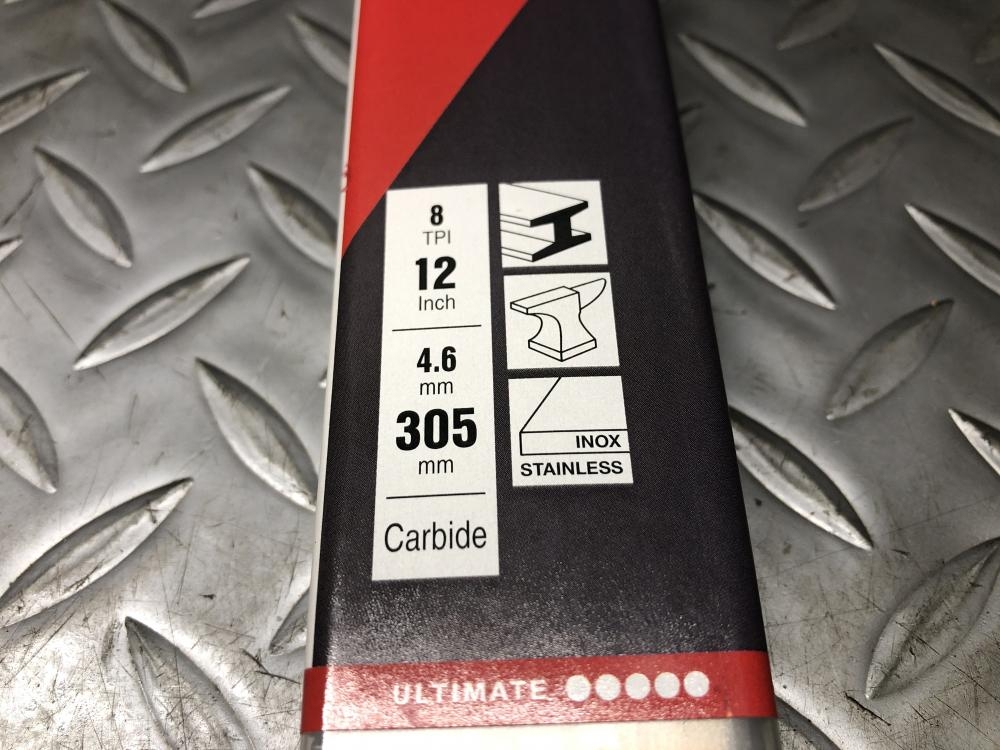 8
TPI
12
Inch
4.6
mm
305
mm
Carbide
INOX
STAINLESS
ULTIMATE